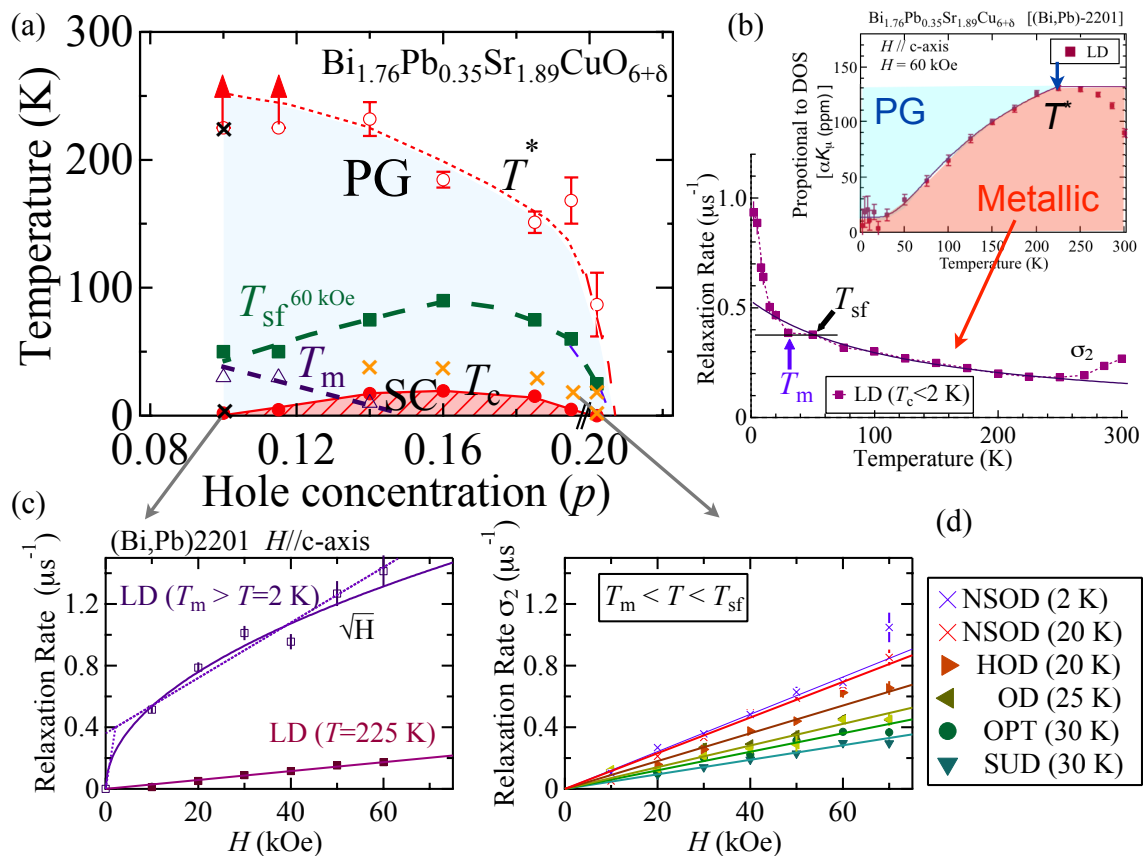 (a)
Bi1.76Pb0.35Sr1.89CuO6+δ
Temperature (K)
300
200
100
0
PG
T*
Tsf 60 kOe
Tm
SC
Tc
0.08
0.12
0.16
0.20
Hole concentration (p)
(b)
Bi1.76Pb0.35Sr1.89Cu6+δ [(Bi,Pb)-2201]
H // c-axis
H = 60 kOe
LD
PG
T*
Metallic
Propotional to DOS
[αKμ (ppm)]
150
100
50
0
0 50 100 150 200 250 300
Temperature (K)
Relaxation Rate (μs-1)
1.0
0.5
0
Tsf
Tm
σ2
LD (Tc<2 K)
0
100
200
300
Temperature (K)
(c)
(Bi,Pb)2201 H//c-axis
LD (Tm > T=2 K)
√H
LD (T=225 K)
Relaxation Rate (μs-1)
1.2
0.8
0.4
0
0 20 40 60
H (kOe)
(d)
Tm < T < Tsf
Relaxation Rate σ2 (μs-1)
1.2
0.8
0.4
0
0 20 40 60
H (kOe)
NSOD (2 K)
NSOD (20 K)
HOD (20 K)
OD (25 K)
OPT (30 K)
SUD (30 K)